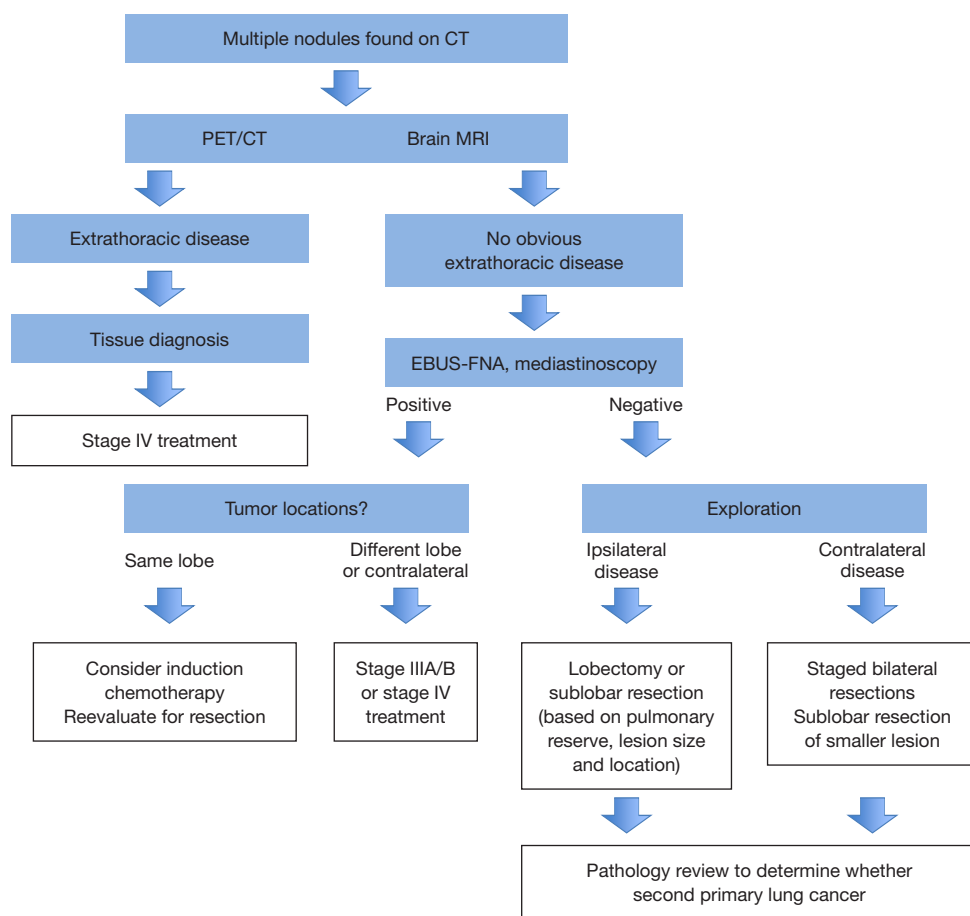 Multiple nodules found on CT
PET/CT
Brain MRI
Extrathoracic disease
No obvious
extrathoracic disease
Tissue diagnosis
EBUS-FNA, mediastinoscopy
Stage IV treatment
Positive
Negative
Tumor locations?
Exploration
Same lobe
Different lobe
or contralateral
Ipsilateral
disease
Contralateral
disease
Consider induction
chemotherapy
Reevaluate for resection
Stage IIIA/B
or stage IV
treatment
Lobectomy or
sublobar resection
(based on pulmonary
reserve, lesion size
and location)
Staged bilateral
resections
Sublobar resection
of smaller lesion
Pathology review to determine whether
second primary lung cancer